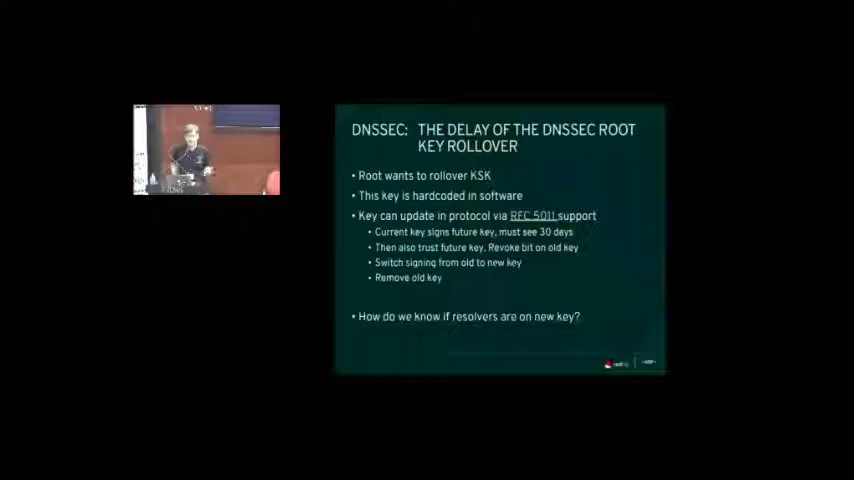 DNSSEC: THE DELAY OF THE DNSSEC ROOT
KEY ROLLOVER
• Root wants to rollover KSK
• This key is hardcoded in software
• Key can update in protocol via RFC 5011 support
• Current key signs future key, must see 30 days
• Then also trust future key. Revoke bit on old key
• Switch signing from old to new key
• Remove old key
• How do we know if resolvers are on new key?